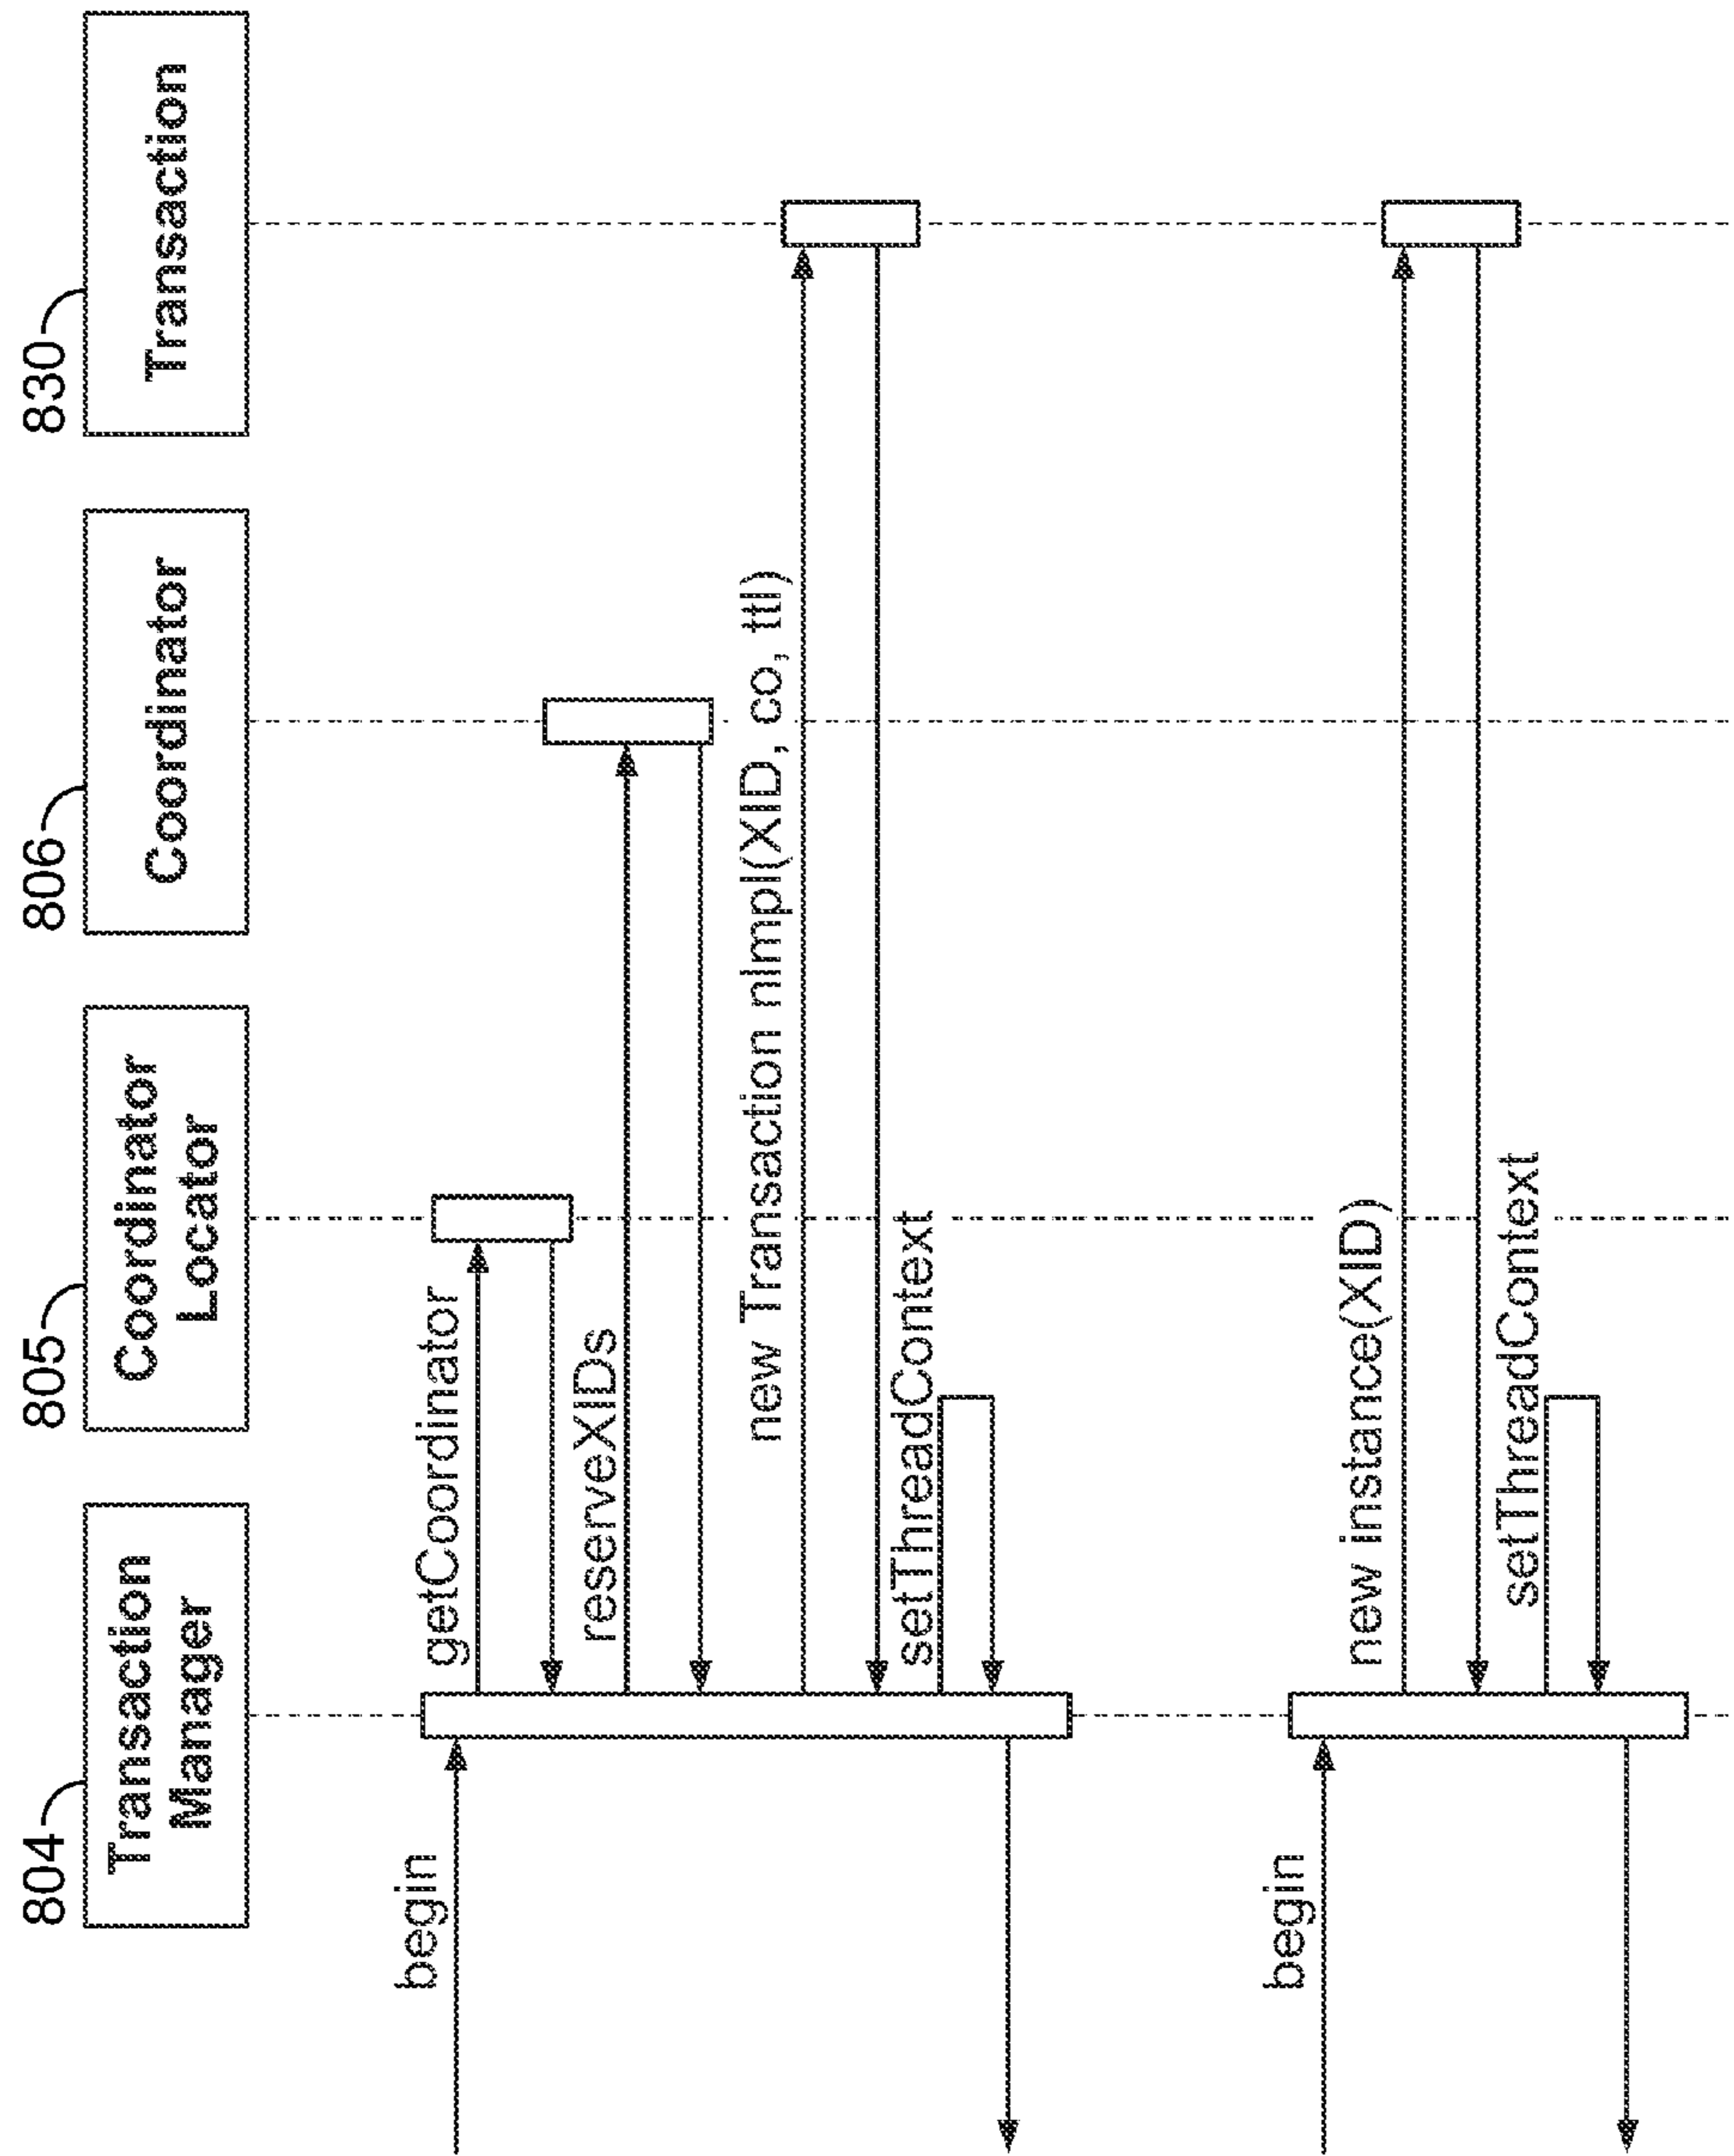 804
805
806
830
Transaction
Manager
Coordinator
Locator
Coordinator
Transaction
begin
getCoordinator
reserveXIDs
new Transaction nImpl(XID, co, ttl)
setThreadContext
begin
new instance(XID)
setThreadContext